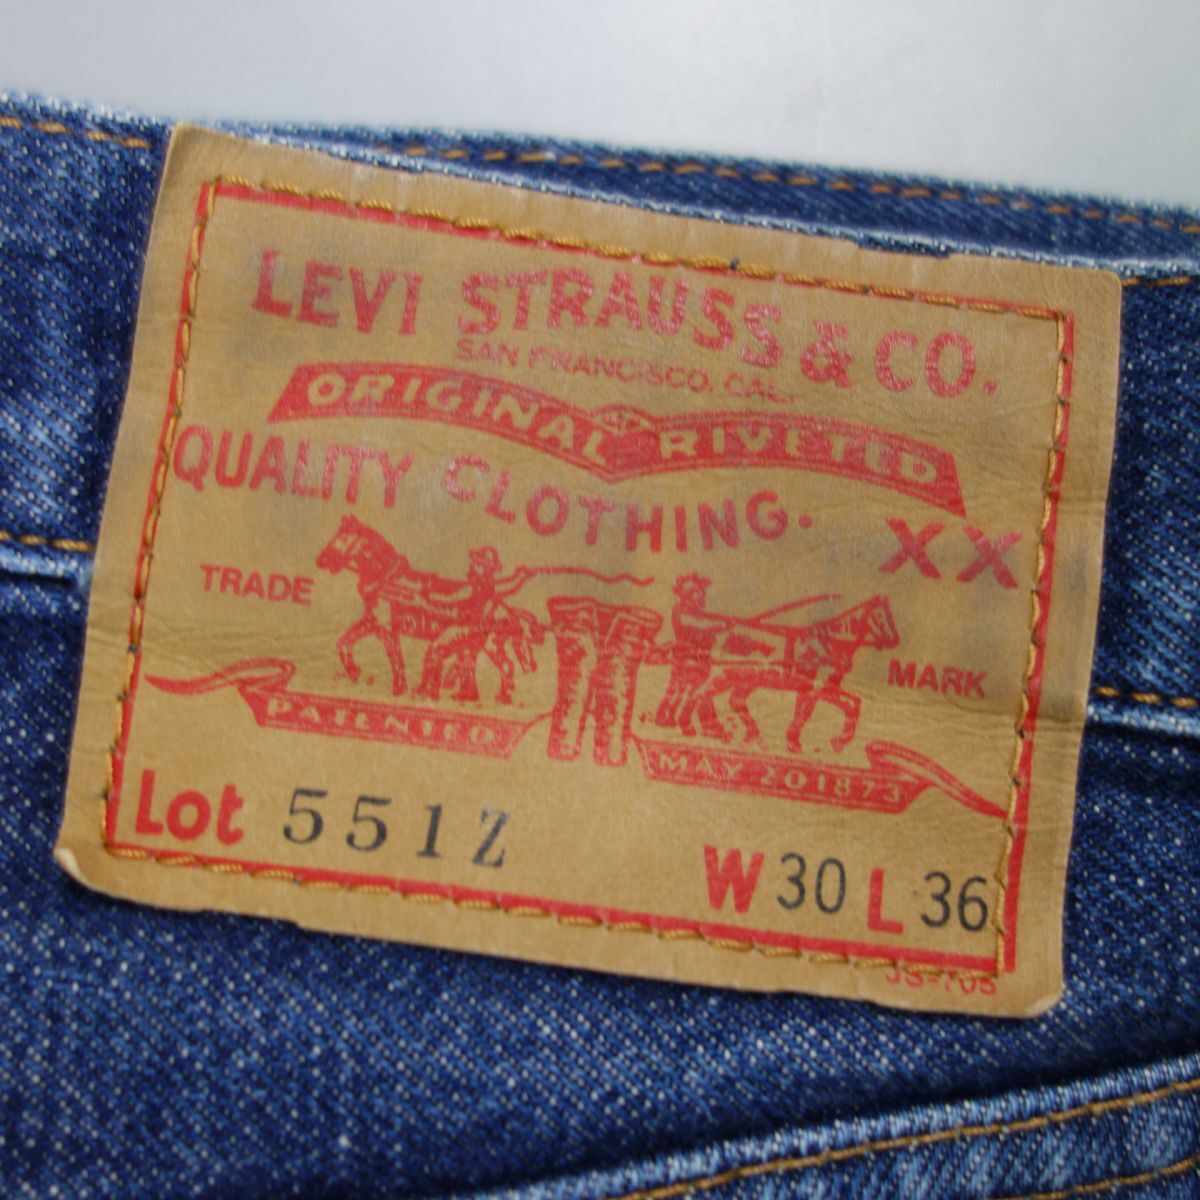 LEVI STRAUSS & CO.
SAN FRANCISCO, CAL.
ORIGINAL RIVETED
QUALITY CLOTHING.
XX
TRADE MARK
PATENTED MAY 20 1873
Lot 551Z
W 30 L 36